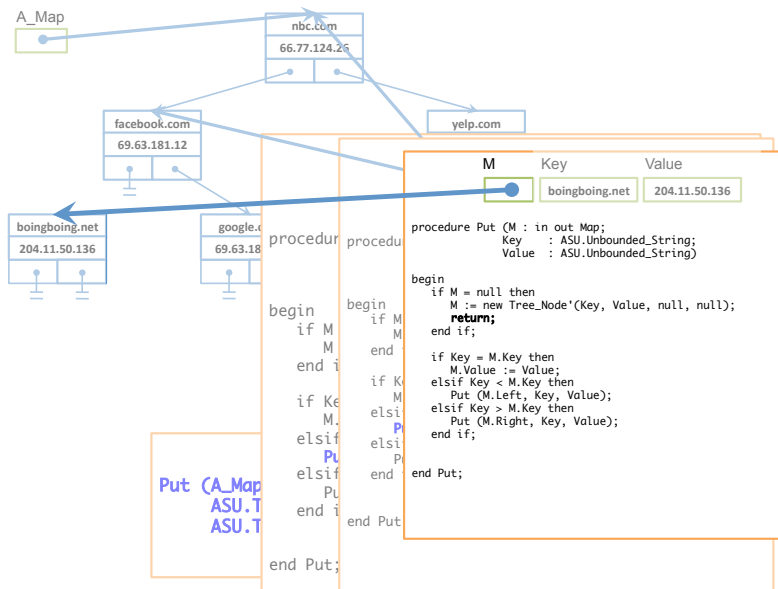 A_Map
nbc.com
66.77.124.26
facebook.com
69.63.181.12
yelp.com
boingboing.net
204.11.50.136
google.c
69.63.18
Put (A_Map
ASU.T
ASU.T
procedur
begin
if M
M
end i
if Ke
M.
elsif
Pu
elsif
Pu
end i
end Put;
procedu
begin
if M
M
end
if K
M
elsi
P
elsi
P
end
end Put
M Key Value
boingboing.net 204.11.50.136
procedure Put (M : in out Map;
Key : ASU.Unbounded_String;
Value : ASU.Unbounded_String)
begin
if M = null then
M := new Tree_Node'(Key, Value, null, null);
return;
end if;
if Key = M.Key then
M.Value := Value;
elsif Key < M.Key then
Put (M.Left, Key, Value);
elsif Key > M.Key then
Put (M.Right, Key, Value);
end if;
end Put;